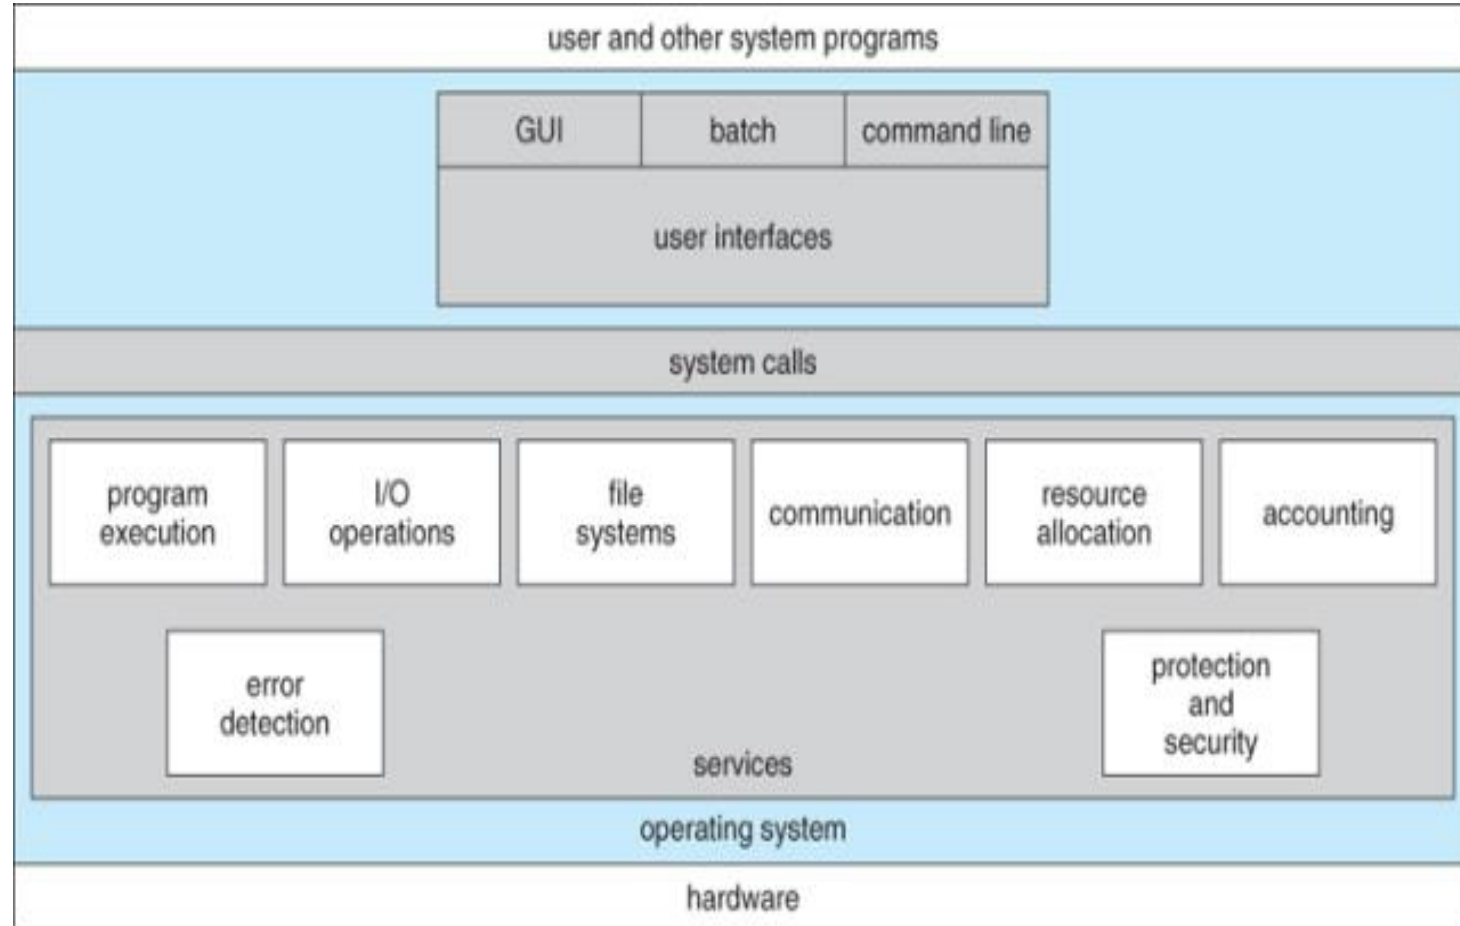 user and other system programs
GUI
batch
command line
user interfaces
system calls
program
execution
I/O
operations
file
systems
communication
resource
allocation
accounting
error
detection
protection
and
security
services
operating system
hardware